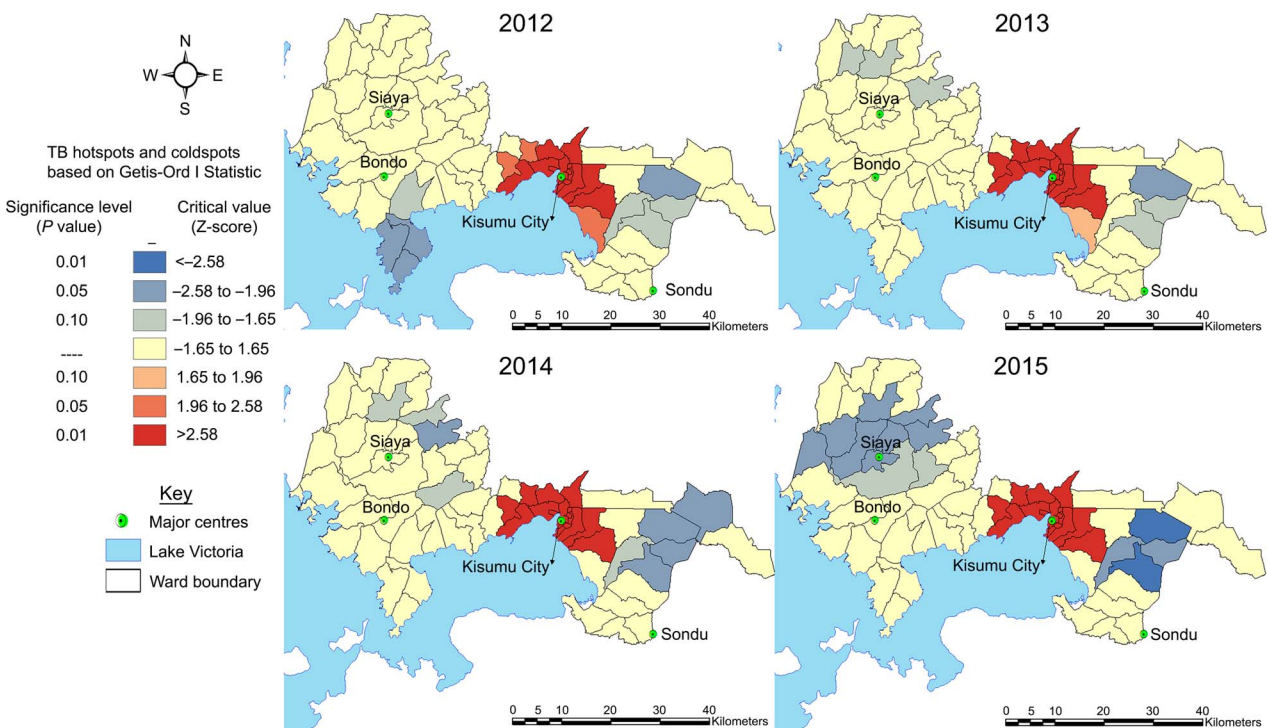 N
W E
S
TB hotspots and coldspots
based on Getis-Ord I Statistic
Significance level Critical value
(P value) (Z-score)
–
0.01 <–2.58
0.05 –2.58 to –1.96
0.10 –1.96 to –1.65
---- –1.65 to 1.65
0.10 1.65 to 1.96
0.05 1.96 to 2.58
0.01 >2.58
Key
Major centres
Lake Victoria
Ward boundary
2012
Siaya
Bondo
Kisumu City
Sondu
0 5 10 20 30 40
Kilometers
2013
Siaya
Bondo
Kisumu City
Sondu
0 5 10 20 30 40
Kilometers
2014
Siaya
Bondo
Kisumu City
Sondu
0 5 10 20 30 40
Kilometers
2015
Siaya
Bondo
Kisumu City
Sondu
0 5 10 20 30 40
Kilometers